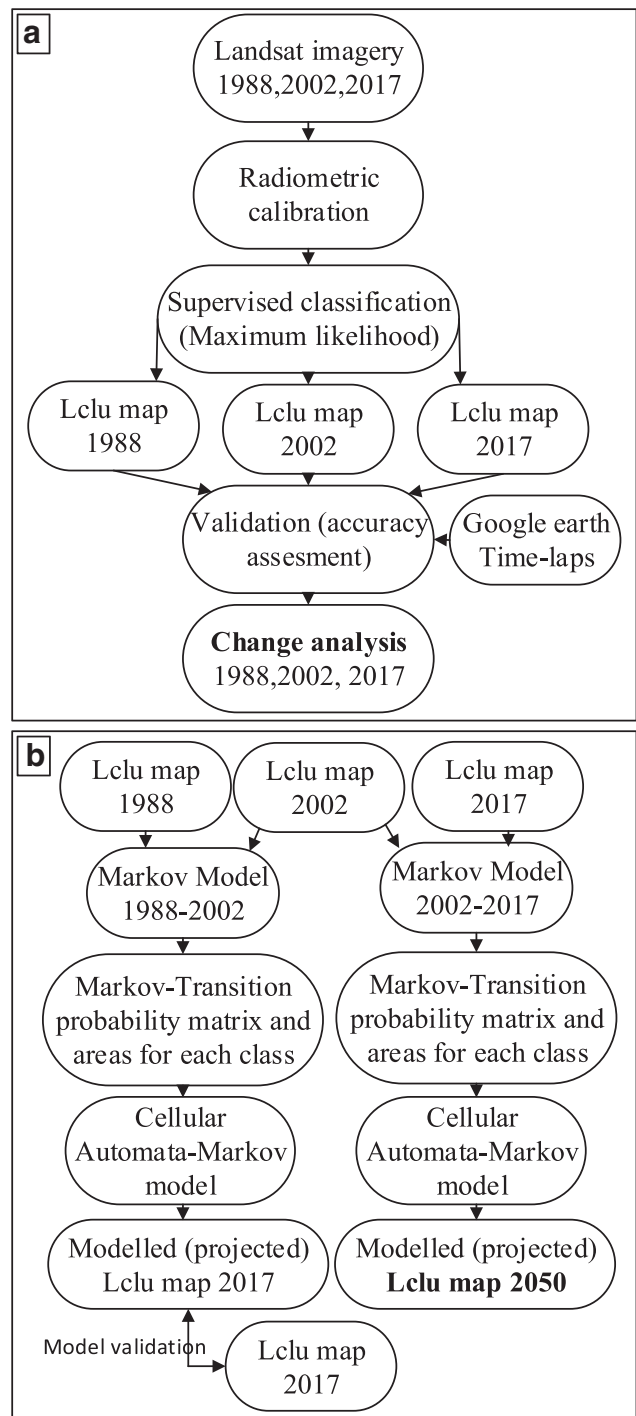 a
Landsat imagery
1988,2002,2017
Radiometric
calibration
Supervised classification
(Maximum likelihood)
Lclu map
1988
Lclu map
2002
Lclu map
2017
Validation (accuracy
assesment)
Google earth
Time-laps
Change analysis
1988,2002, 2017
b
Lclu map
1988
Lclu map
2002
Lclu map
2017
Markov Model
1988-2002
Markov Model
2002-2017
Markov-Transition
probability matrix and
areas for each class
Markov-Transition
probability matrix and
areas for each class
Cellular
Automata-Markov
model
Cellular
Automata-Markov
model
Modelled (projected)
Lclu map 2017
Modelled (projected)
Lclu map 2050
Model validation
Lclu map
2017